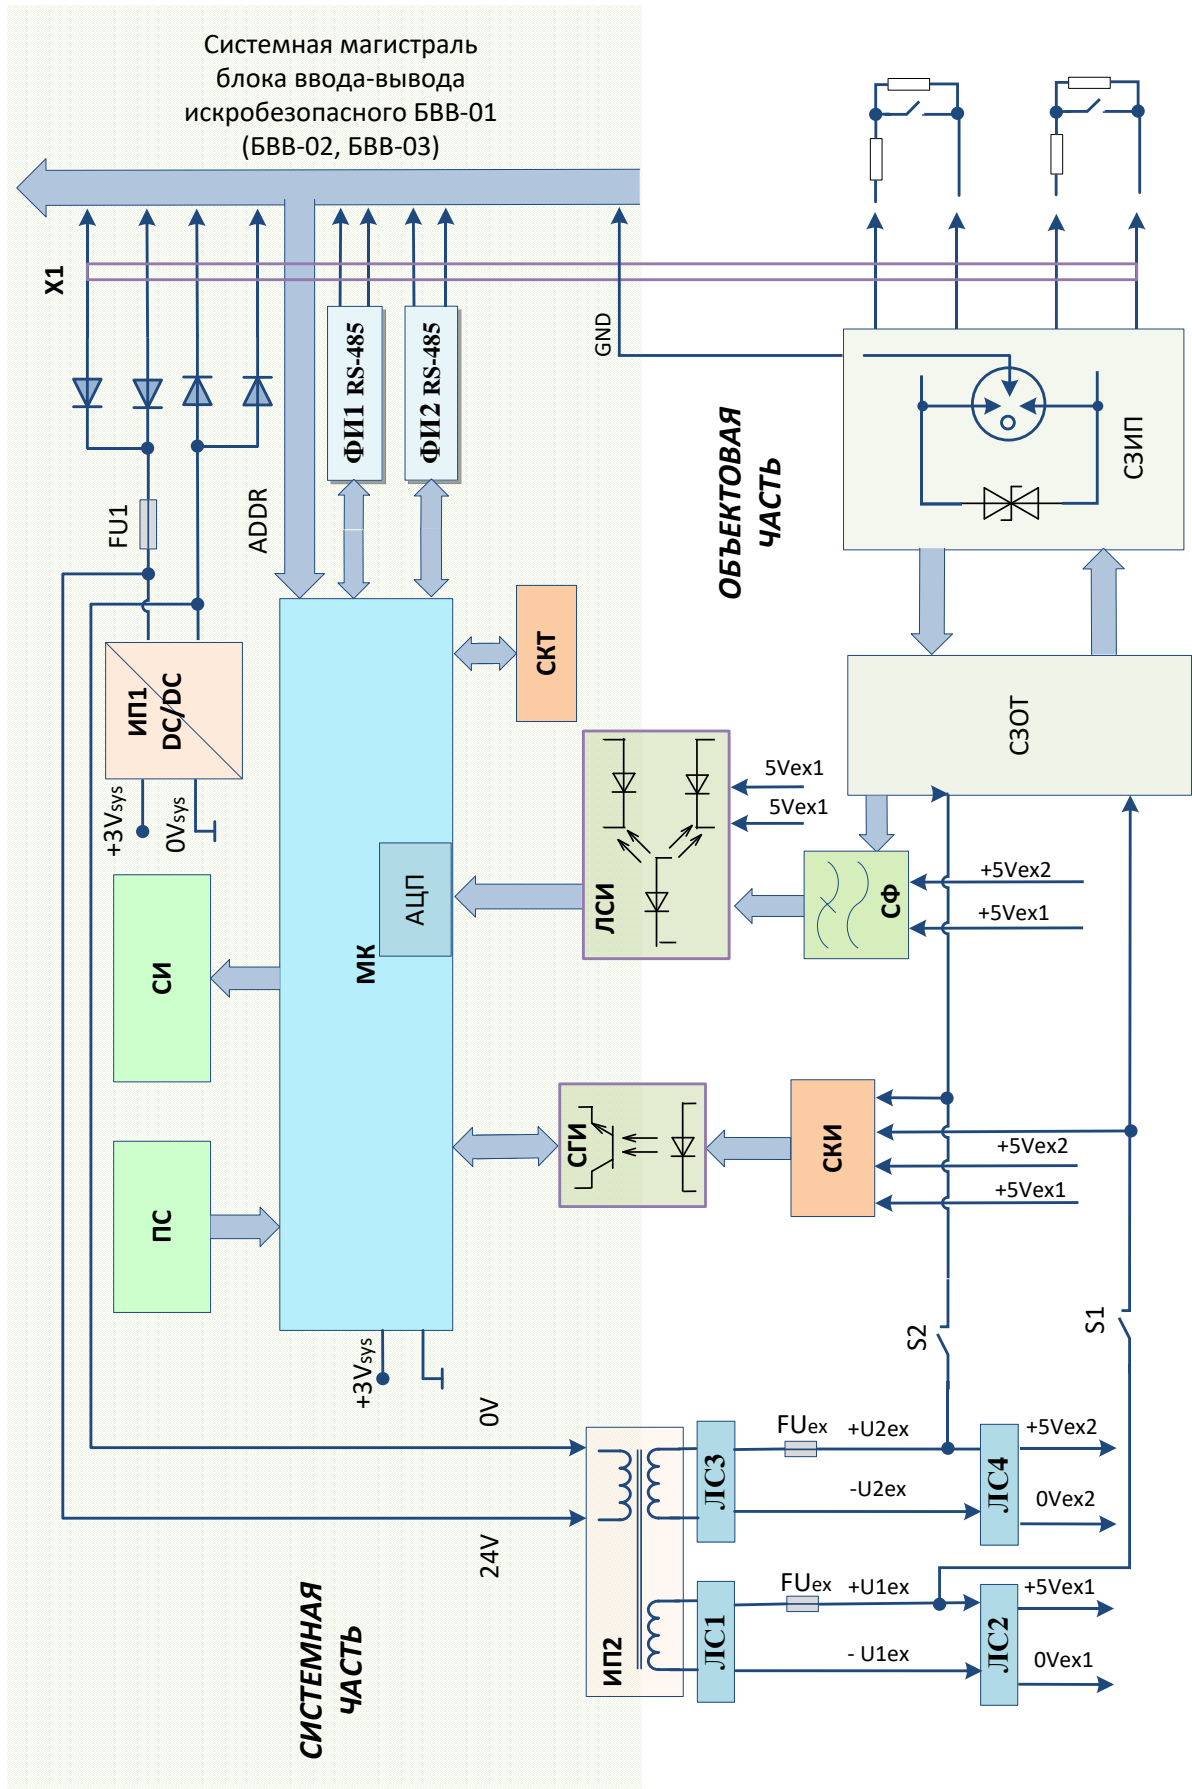 Системная магистраль
блока ввода-вывода
искробезопасного БВВ-01
(БВВ-02, БВВ-03)
X1
GND
ФИ1 RS-485
ФИ2 RS-485
FU1
ADDR
ОБЪЕКТОВАЯ
ЧАСТЬ
СЗИП
ИП1
DC/DC
+3Vsys
0Vsys
СКТ
СЗОТ
5Vex1
5Vex1
ЛСИ
АЦП
МК
СИ
СФ
+5Vex2
+5Vex1
ПС
СГИ
СКИ
+5Vex2
+5Vex1
+3Vsys
S2
S1
0V
24V
ИП2
ЛС3
FUex
+U2ex
-U2ex
ЛС4
+5Vex2
0Vex2
ЛС1
FUex
+U1ex
- U1ex
ЛС2
+5Vex1
0Vex1
СИСТЕМНАЯ
ЧАСТЬ